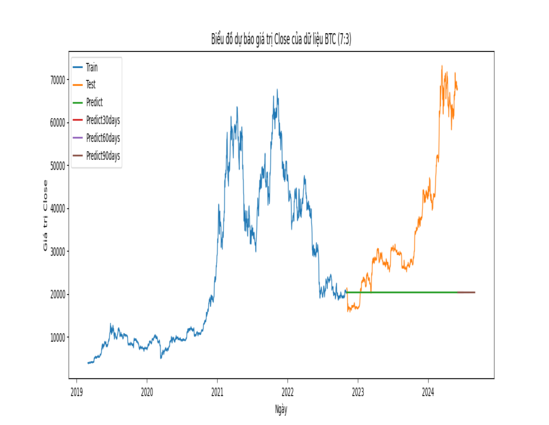 Biểu đồ dự báo giá trị Close của dữ liệu BTC (7:3)
Train
Test
Predict
Predict30days
Predict60days
Predict90days
Giá trị Close
70000
60000
50000
40000
30000
20000
10000
2019 2020 2021 2022 2023 2024
Ngày